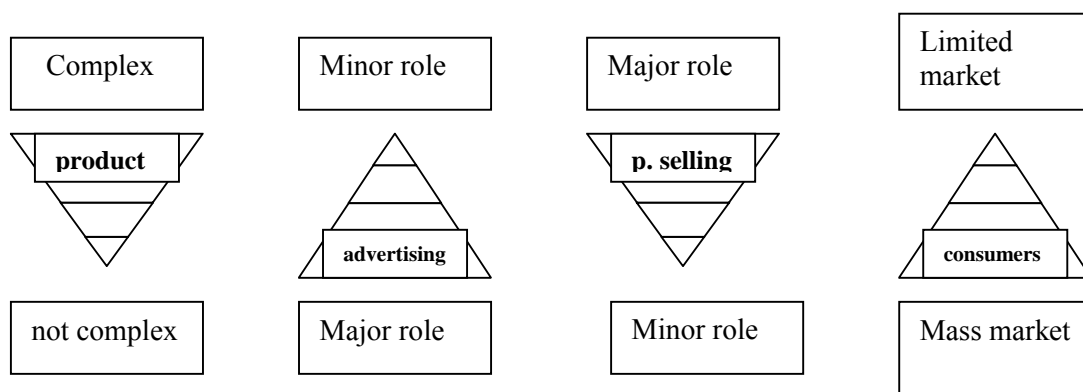 Complex
Minor role
Major role
Limited
market
product
advertising
p. selling
consumers
not complex
Major role
Minor role
Mass market